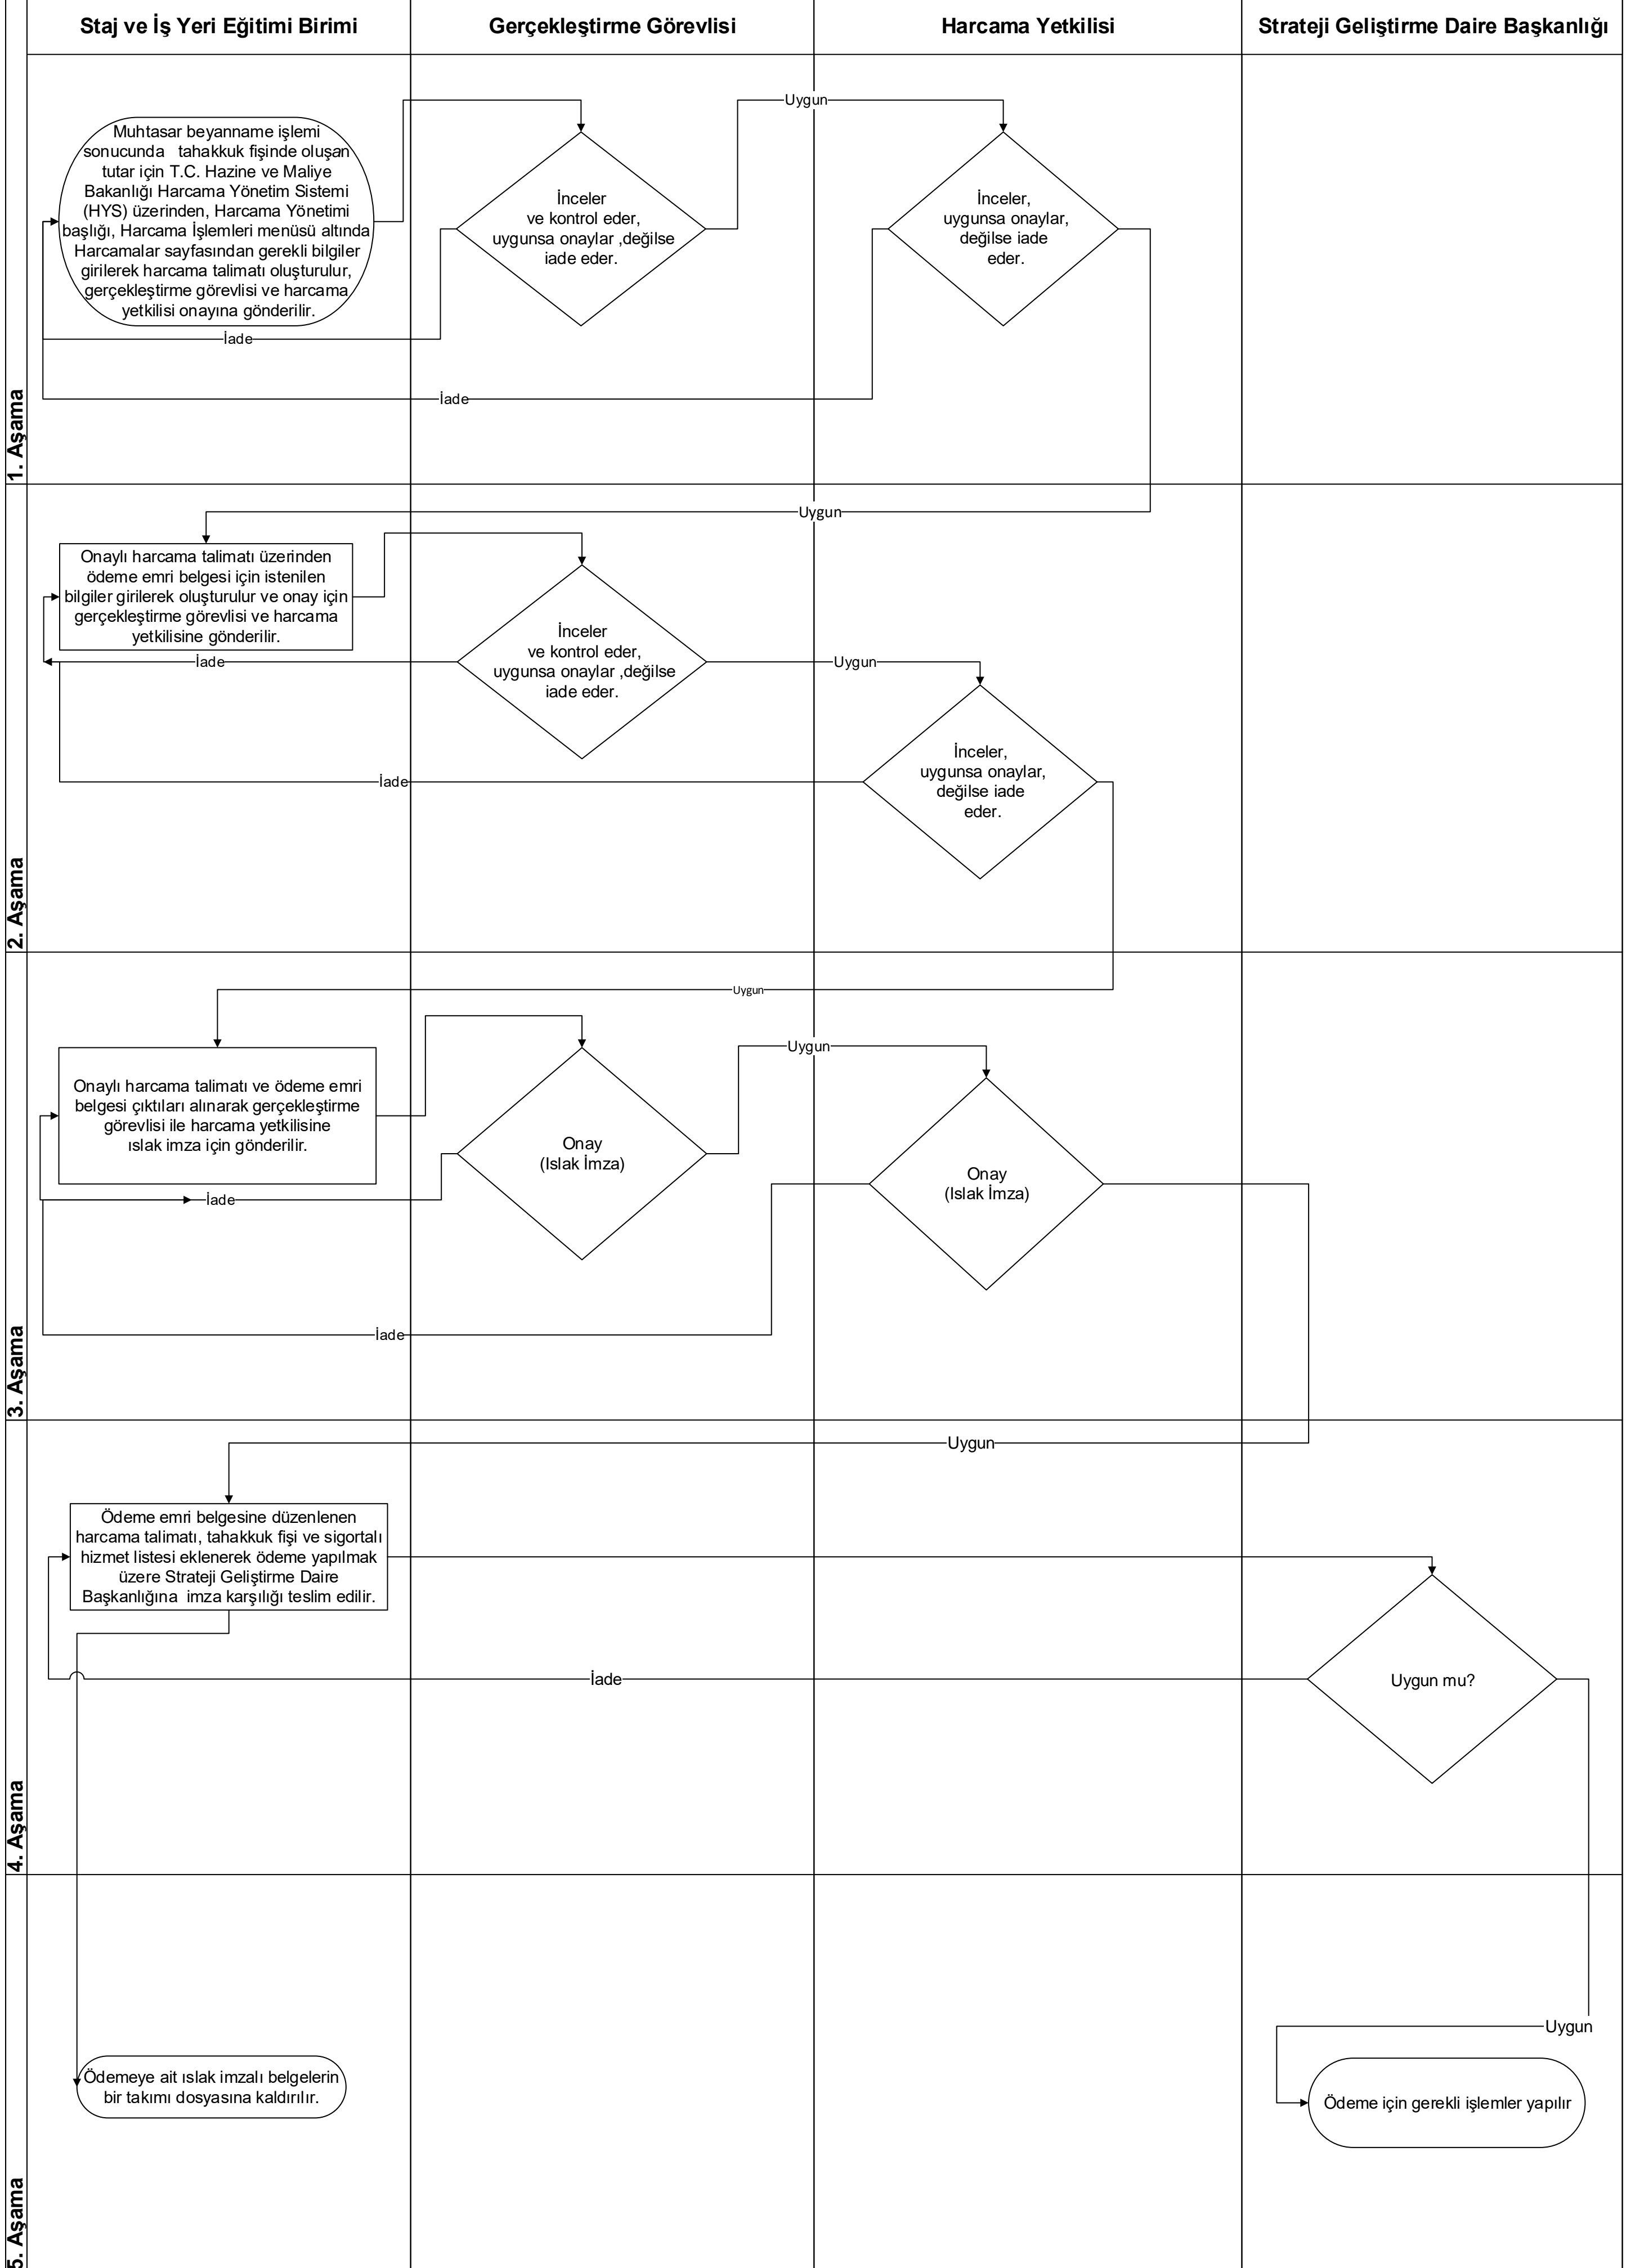 Staj ve İş Yeri Eğitimi Birimi
Gerçekleştirme Görevlisi
Harcama Yetkilisi
Strateji Geliştirme Daire Başkanlığı
1. Aşama
Muhtasar beyanname işlemi
sonucunda tahakkuk fişinde oluşan
tutar için T.C. Hazine ve Maliye
Bakanlığı Harcama Yönetim Sistemi
(HYS) üzerinden, Harcama Yönetimi
başlığı, Harcama İşlemleri menüsü altında
Harcamalar sayfasından gerekli bilgiler
girilerek harcama talimatı oluşturulur,
gerçekleştirme görevlisi ve harcama
yetkilisi onayına gönderilir.
İnceler
ve kontrol eder,
uygunsa onaylar ,değilse
iade eder.
Uygun
İnceler,
uygunsa onaylar,
değilse iade
eder.
İade
İade
2. Aşama
Uygun
Onaylı harcama talimatı üzerinden
ödeme emri belgesi için istenilen
bilgiler girilerek oluşturulur ve onay için
gerçekleştirme görevlisi ve harcama
yetkilisine gönderilir.
İnceler
ve kontrol eder,
uygunsa onaylar ,değilse
iade eder.
İade
Uygun
İnceler,
uygunsa onaylar,
değilse iade
eder.
İade
3. Aşama
Uygun
Onaylı harcama talimatı ve ödeme emri
belgesi çıktıları alınarak gerçekleştirme
görevlisi ile harcama yetkilisine
ıslak imza için gönderilir.
Onay
(Islak İmza)
Uygun
Onay
(Islak İmza)
İade
İade
4. Aşama
Uygun
Ödeme emri belgesine düzenlenen
harcama talimatı, tahakkuk fişi ve sigortalı
hizmet listesi eklenerek ödeme yapılmak
üzere Strateji Geliştirme Daire
Başkanlığına imza karşılığı teslim edilir.
İade
Uygun mu?
5. Aşama
Uygun
Ödemeye ait ıslak imzalı belgelerin
bir takımı dosyasına kaldırılır.
Ödeme için gerekli işlemler yapılır